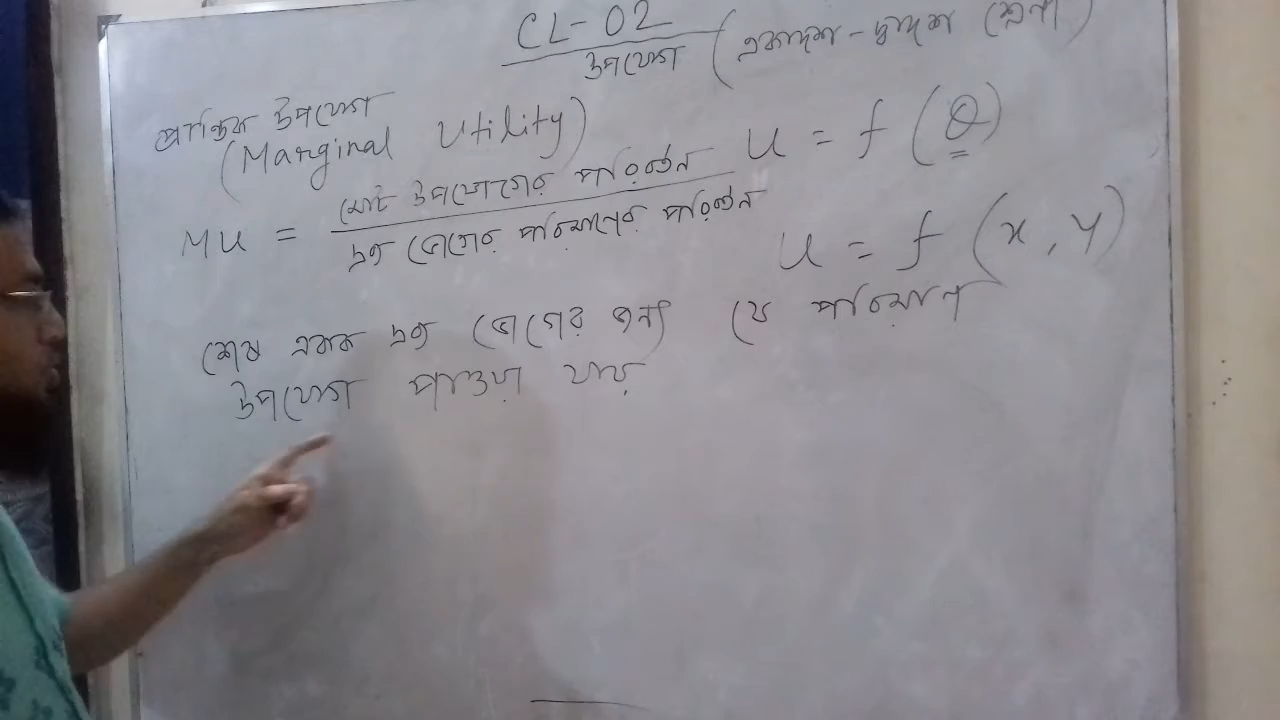 CL-02
উপযোগ (একাদশ-দ্বাদশ শ্রেণী)
প্রান্তিক উপযোগ
(Marginal Utility)
U = f (Q)
MU = মোট উপভোগের পরিবর্তন
দ্রব্য ভোগের পরিমাণের পরিবর্তন
U = f (x, y)
শেষ একক দ্রব্য ভোগের জন্য যে পরিমাণ
উপযোগ পাওয়া যায়